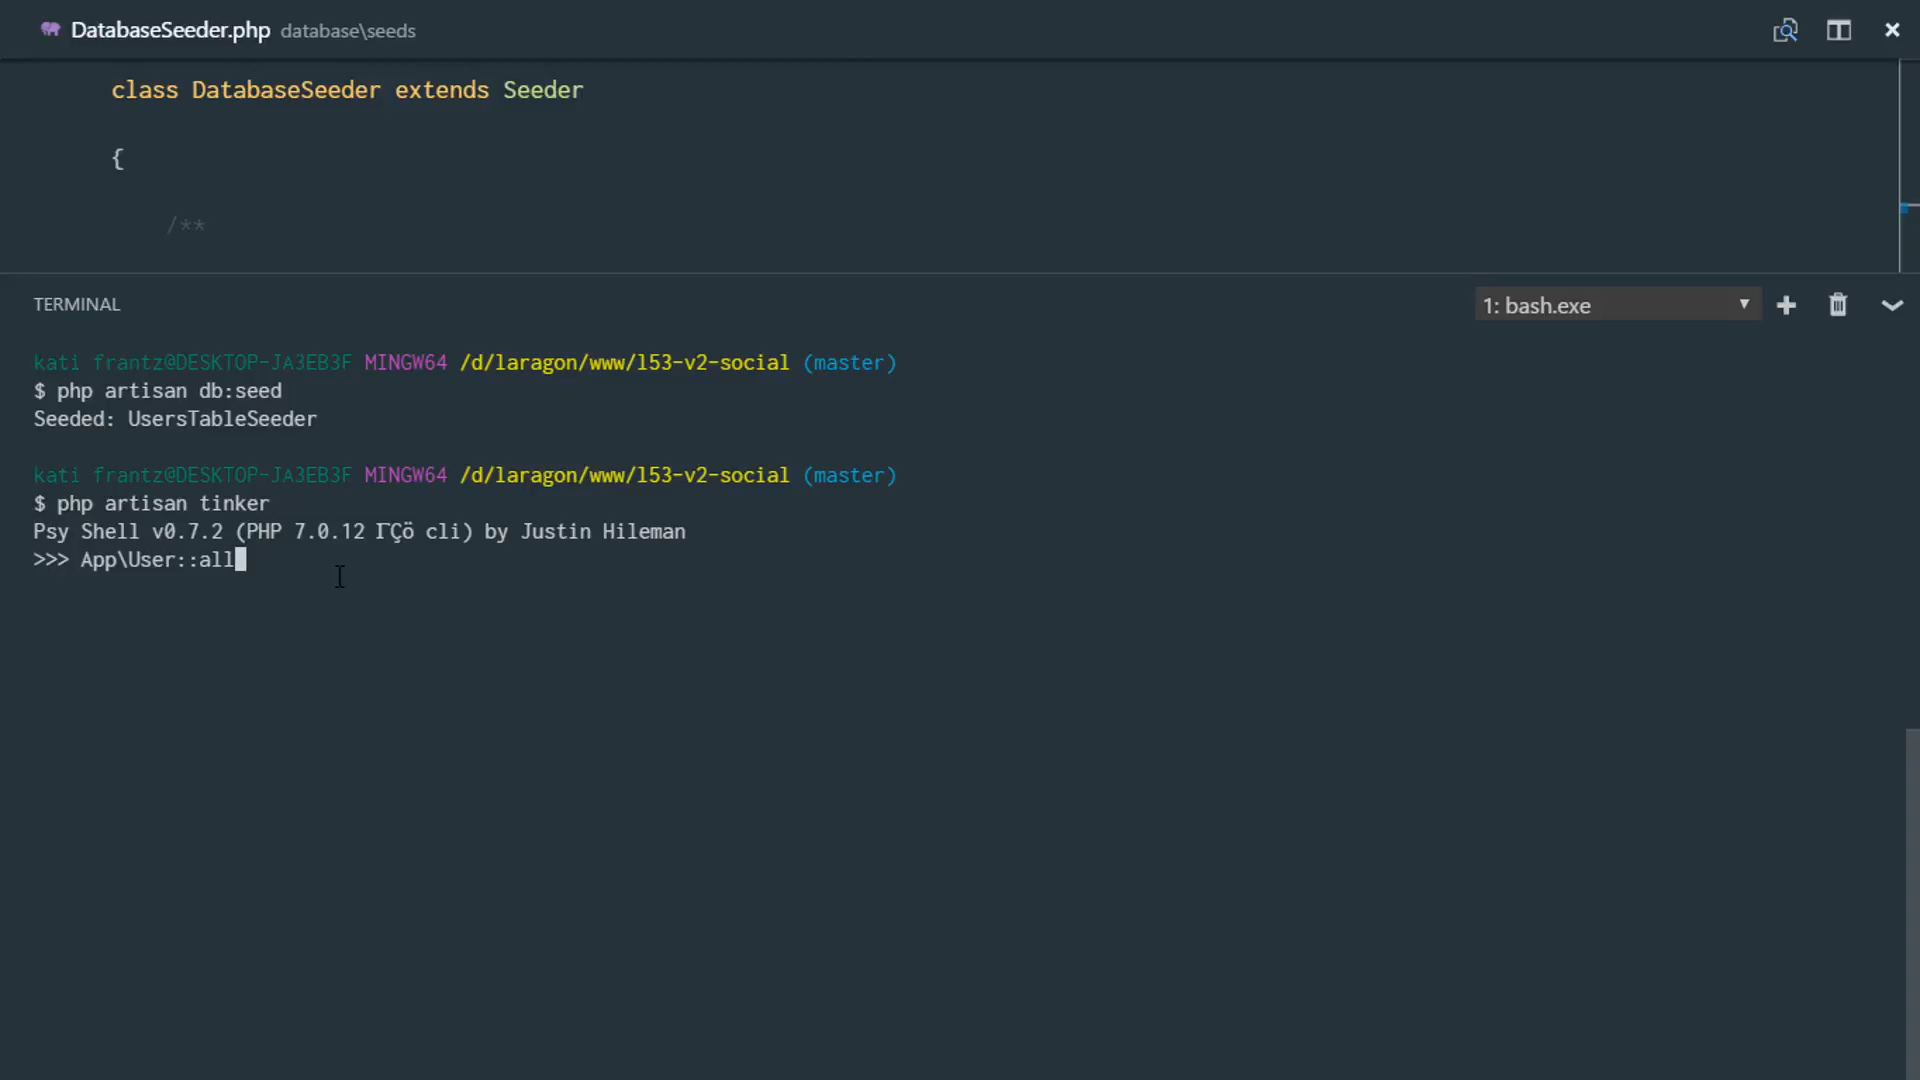 DatabaseSeeder.php database\seeds
class DatabaseSeeder extends Seeder
{
/**
TERMINAL
1: bash.exe
kati frantz@DESKTOP-JA3EB3F MINGW64 /d/laragon/www/l53-v2-social (master)
$ php artisan db:seed
Seeded: UsersTableSeeder
kati frantz@DESKTOP-JA3EB3F MINGW64 /d/laragon/www/l53-v2-social (master)
$ php artisan tinker
Psy Shell v0.7.2 (PHP 7.0.12 ΓÇö cli) by Justin Hileman
>>> App\User::all